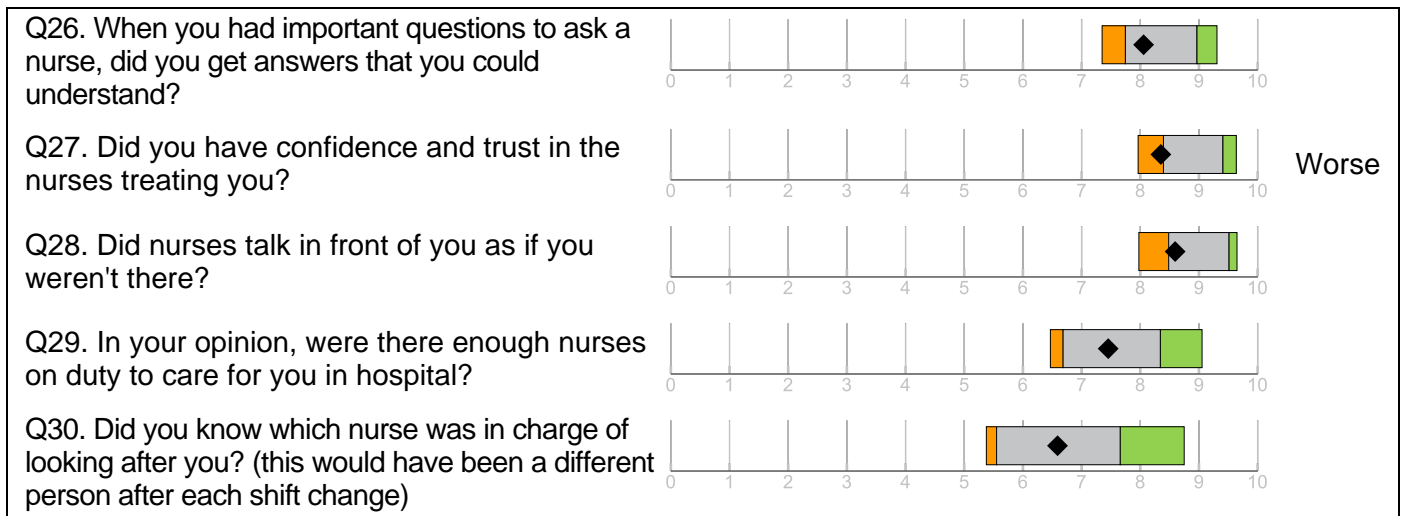 Q26. When you had important questions to ask a
nurse, did you get answers that you could
understand?
0 1 2 3 4 5 6 7 8 9 10
Q27. Did you have confidence and trust in the
nurses treating you?
0 1 2 3 4 5 6 7 8 9 10
Worse
Q28. Did nurses talk in front of you as if you
weren't there?
0 1 2 3 4 5 6 7 8 9 10
Q29. In your opinion, were there enough nurses
on duty to care for you in hospital?
0 1 2 3 4 5 6 7 8 9 10
Q30. Did you know which nurse was in charge of
looking after you? (this would have been a different
person after each shift change)
0 1 2 3 4 5 6 7 8 9 10